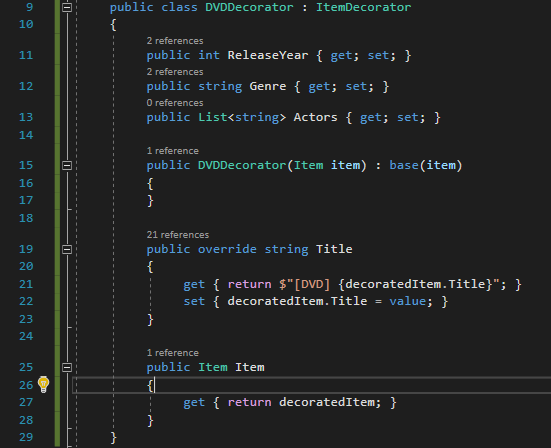 9 public class DVDDecorator : ItemDecorator
10 {
2 references
11 public int ReleaseYear { get; set; }
2 references
12 public string Genre { get; set; }
0 references
13 public List<string> Actors { get; set; }
14
1 reference
15 public DVDDecorator(Item item) : base(item)
16 {
17 }
18
21 references
19 public override string Title
20 {
21 get { return $"[DVD] {decoratedItem.Title}"; }
22 set { decoratedItem.Title = value; }
23 }
24
1 reference
25 public Item Item
26 {
27 get { return decoratedItem; }
28 }
29 }